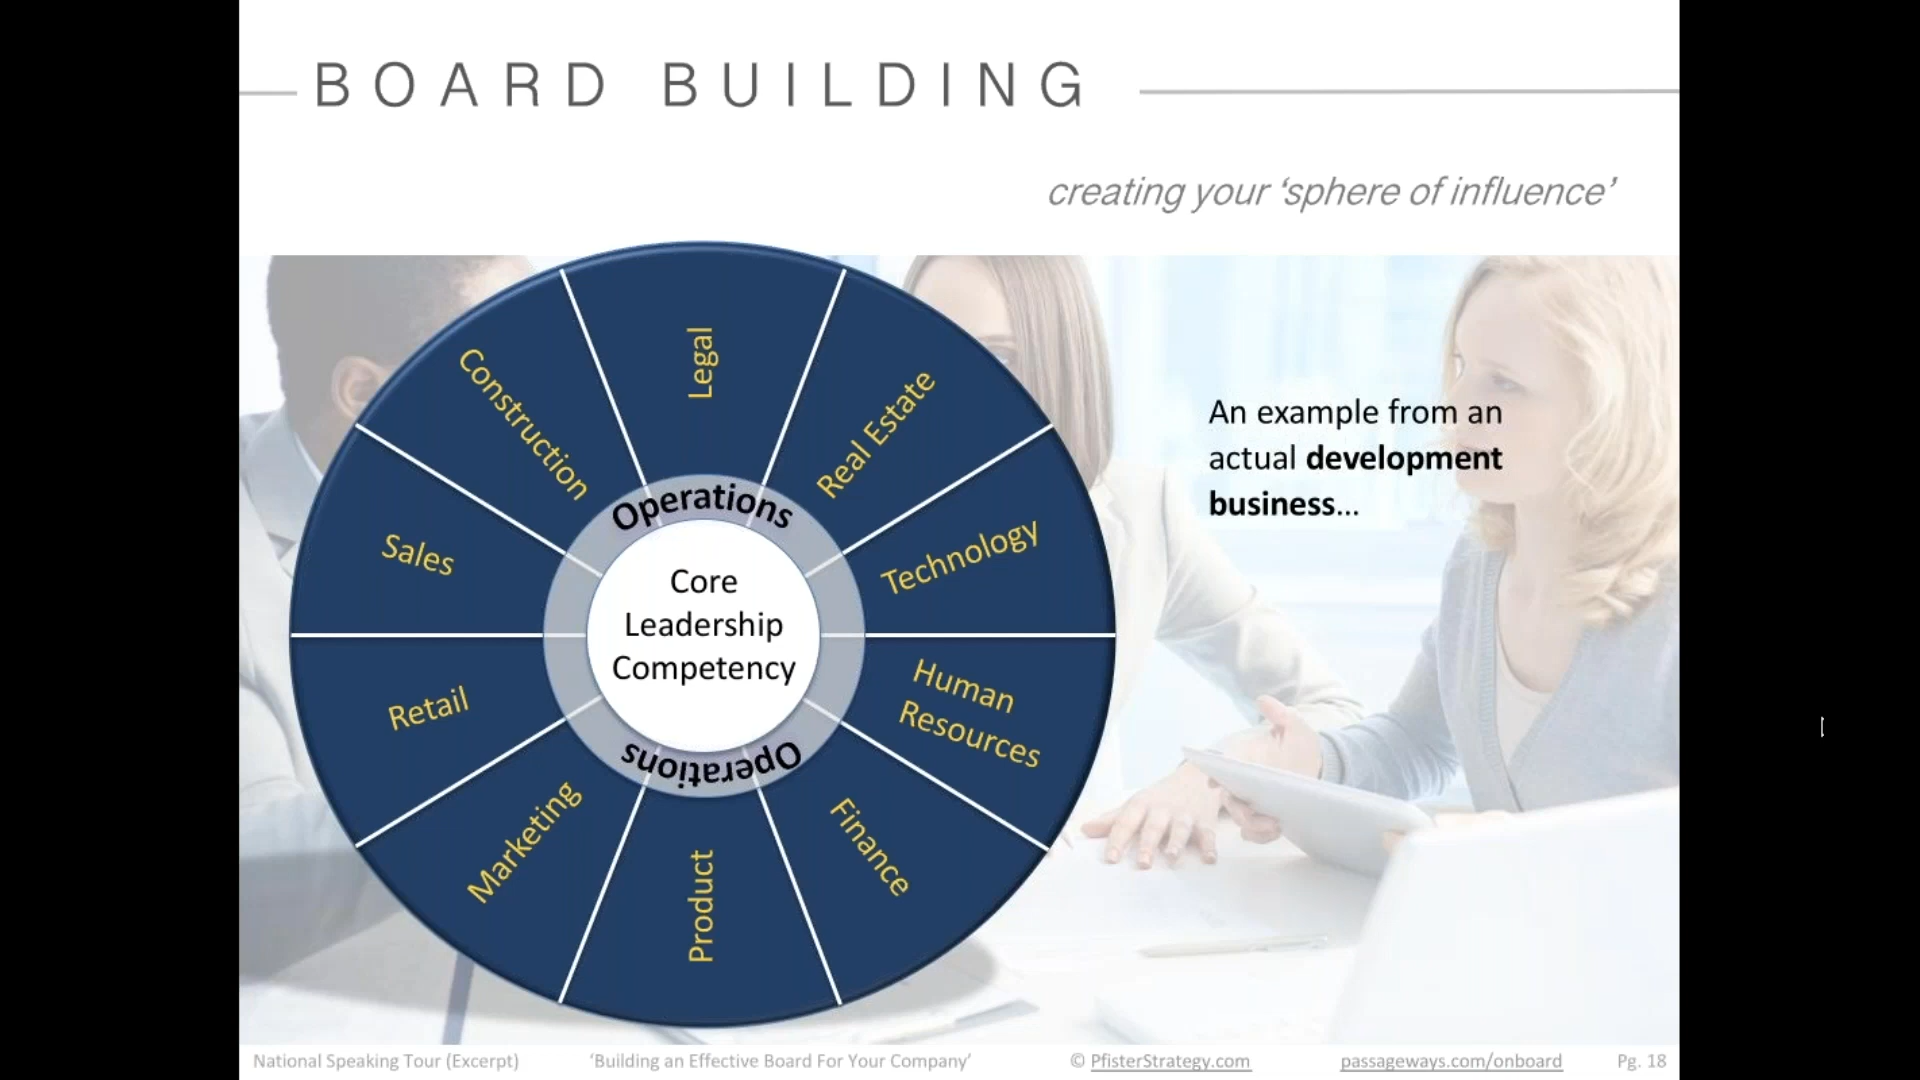 BOARD BUILDING
creating your ‘sphere of influence’
Legal
Real Estate
Technology
Human
Resources
Finance
Product
Marketing
Retail
Sales
Construction
Operations
Core
Leadership
Competency
Operations
An example from an
actual development
business...
National Speaking Tour (Excerpt) ‘Building an Effective Board For Your Company’ © PfisterStrategy.com passageways.com/onboard Pg. 18